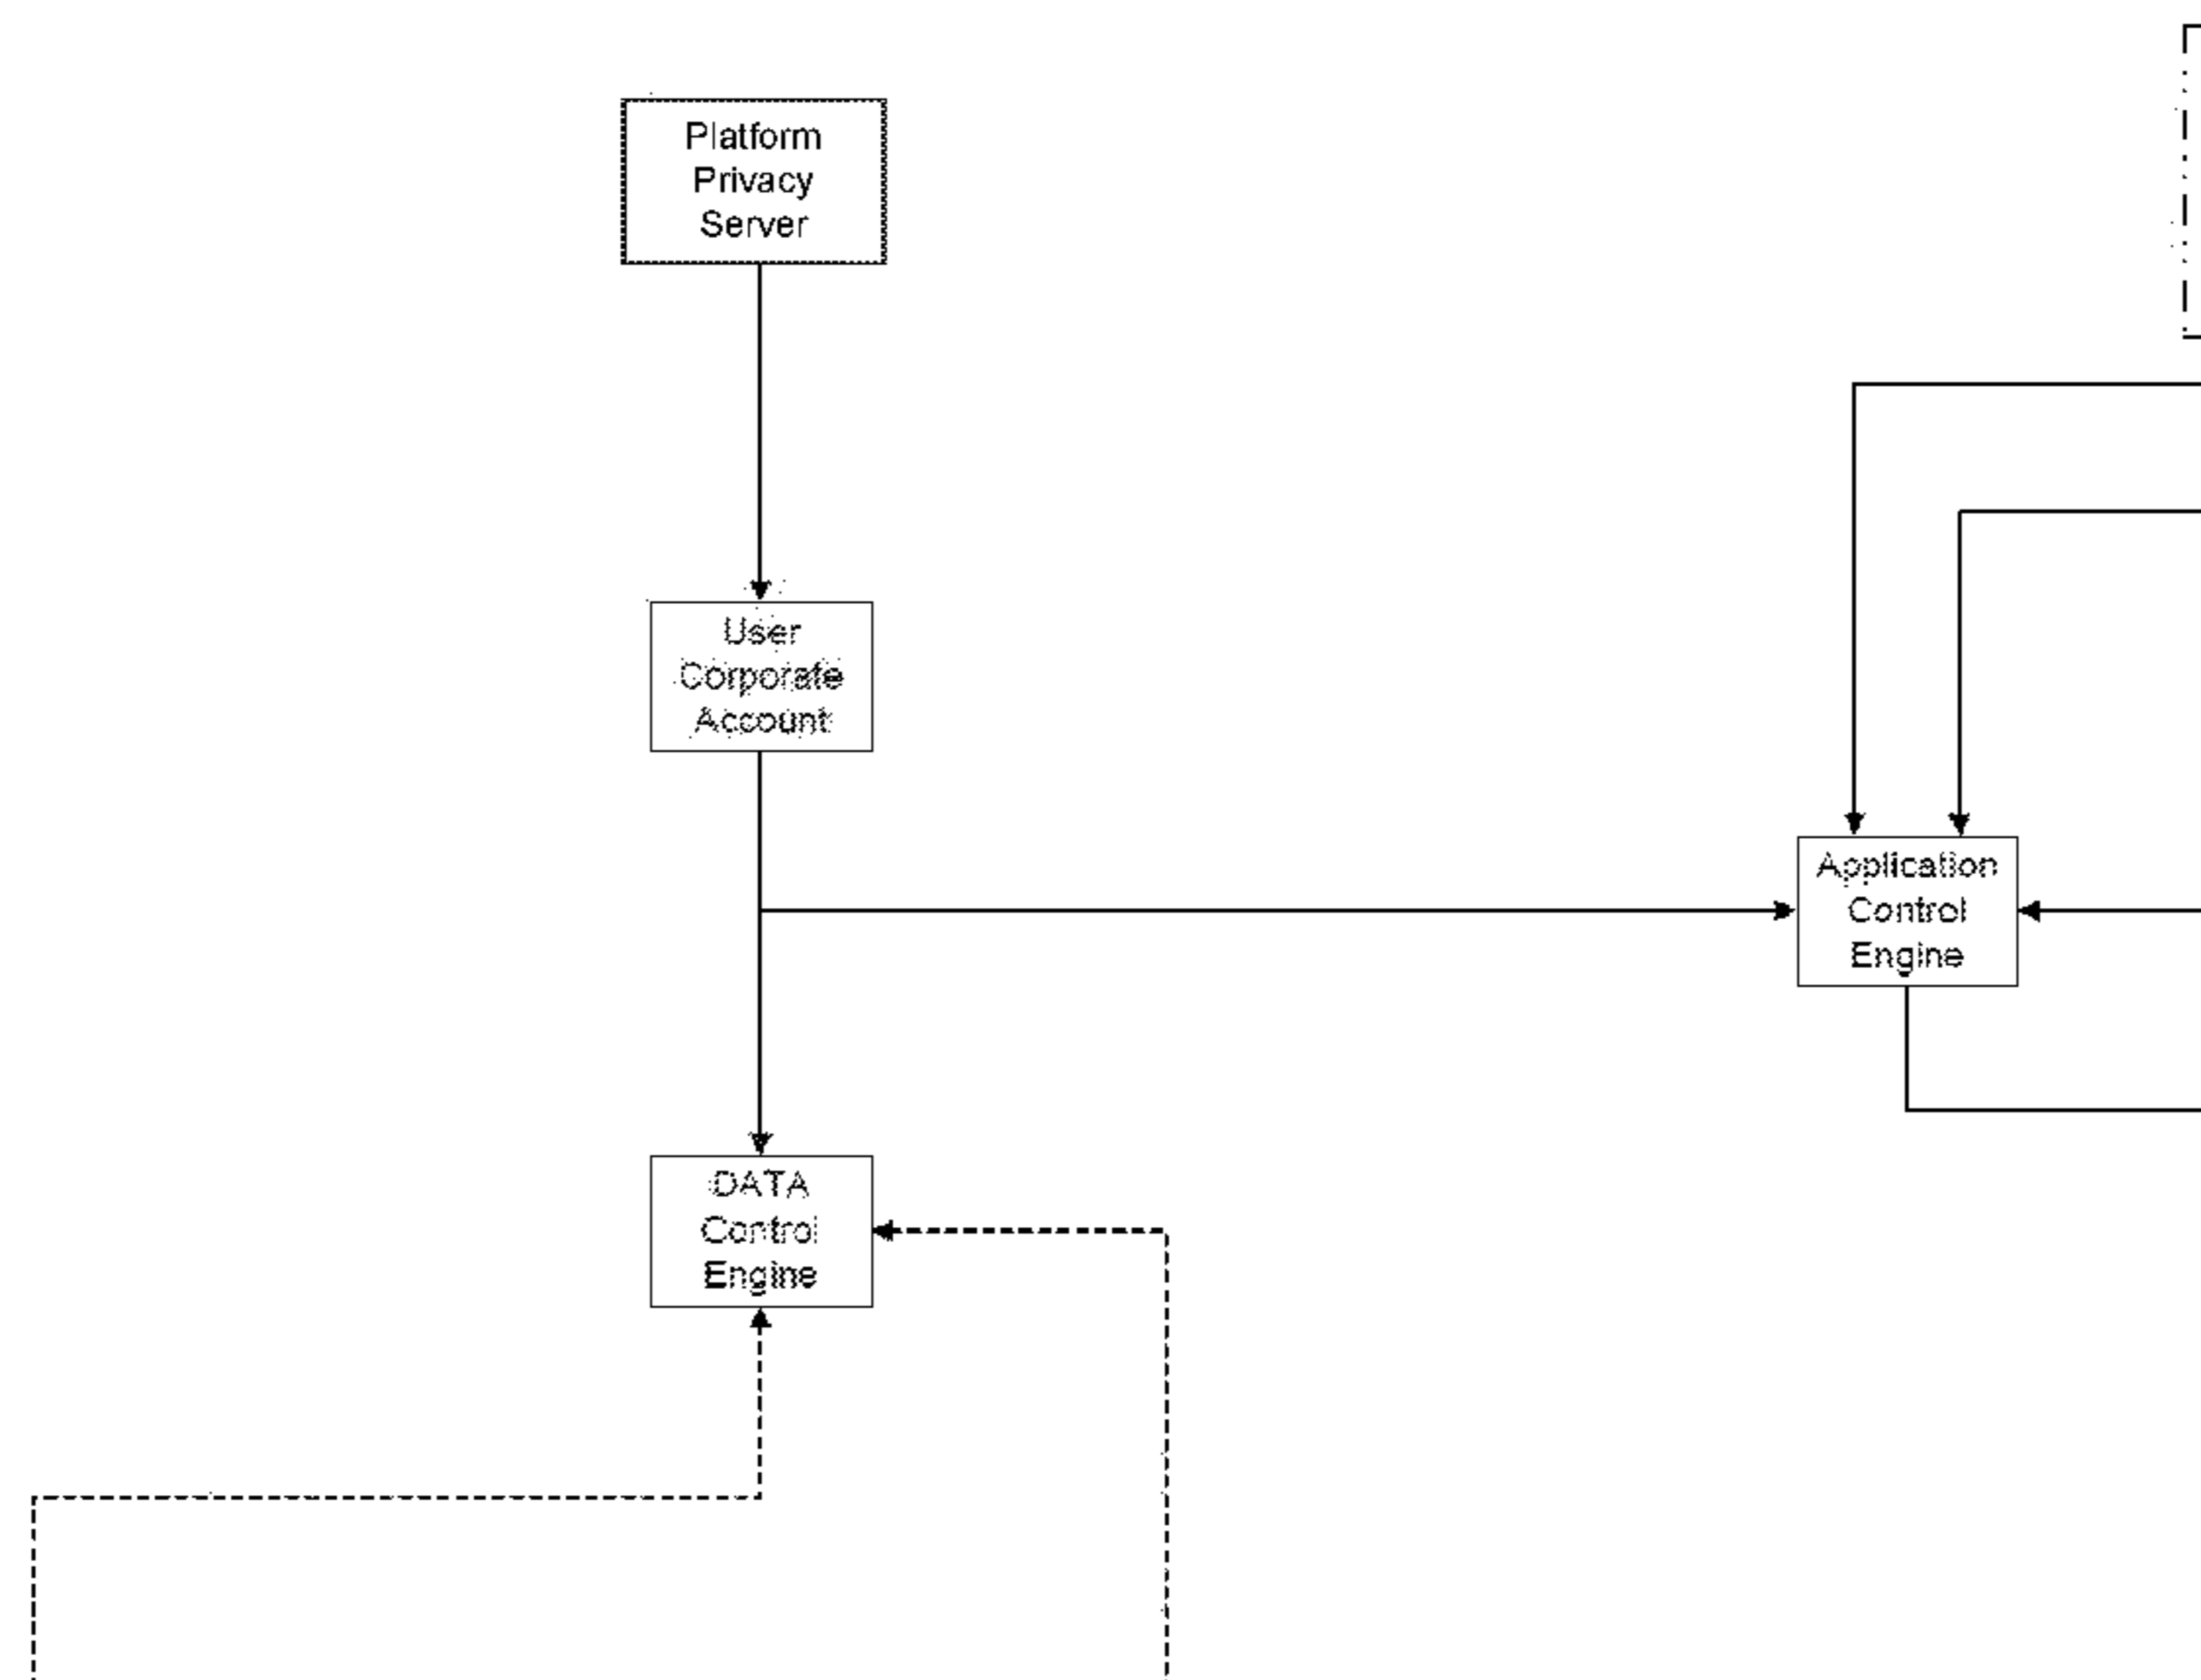 Platform
Privacy
Server
User
Corporate
Account
Application
Control
Engine
DATA
Control
Engine